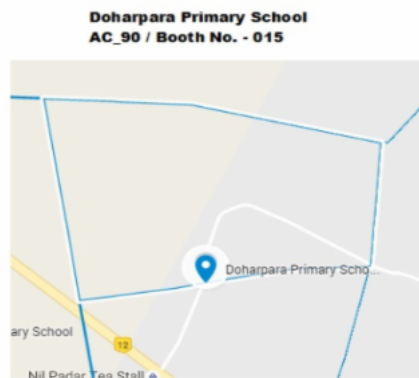 Doharpara Primary School
AC_90 / Booth No. - 015
Doharpara Primary Scho...
ary School
12
Nil Padar Tea Stall